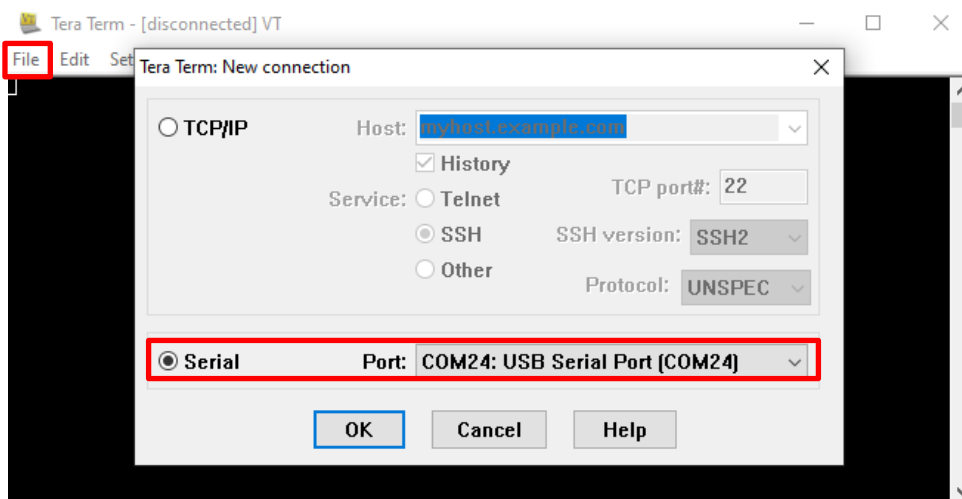 Tera Term - [disconnected] VT
File Edit Set
Tera Term: New connection
TCP/IP Host: myhost.example.com
History
Service: Telnet TCP port#: 22
SSH SSH version: SSH2
Other Protocol: UNSPEC
Serial Port: COM24: USB Serial Port (COM24)
OK Cancel Help